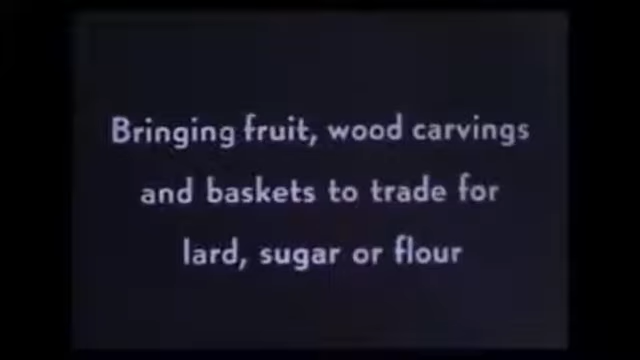 Bringing fruit, wood carvings
and baskets to trade for
lard, sugar or flour